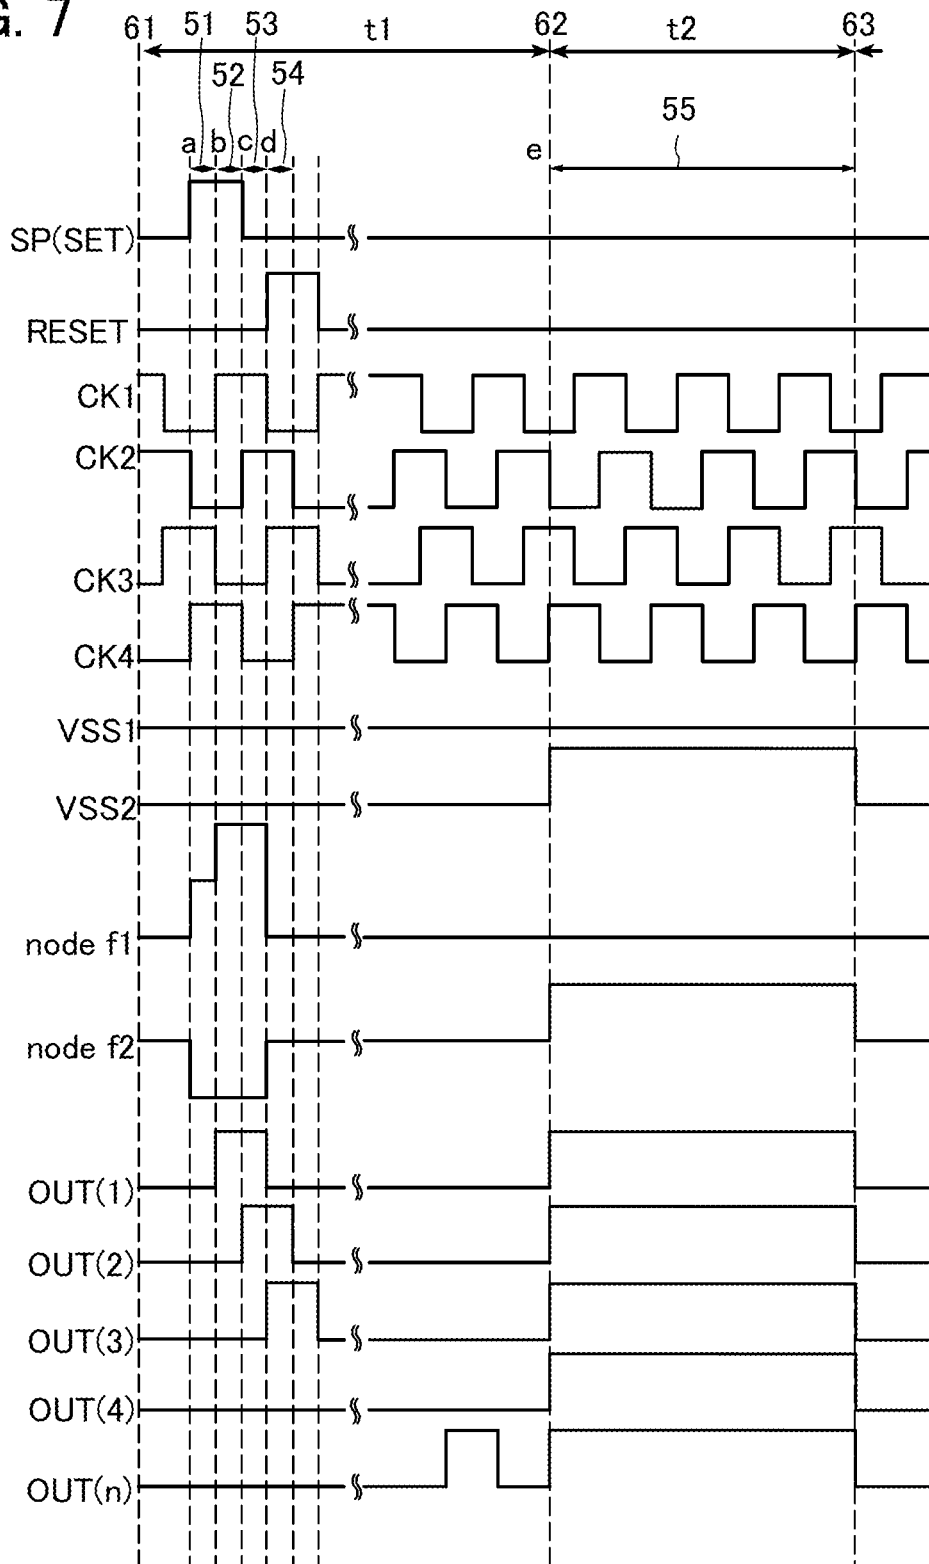 G. 7
61 51 53 t1 62 t2 63
52 54
55
a b c d e
SP(SET)
RESET
CK1
CK2
CK3
CK4
VSS1
VSS2
node f1
node f2
OUT(1)
OUT(2)
OUT(3)
OUT(4)
OUT(n)